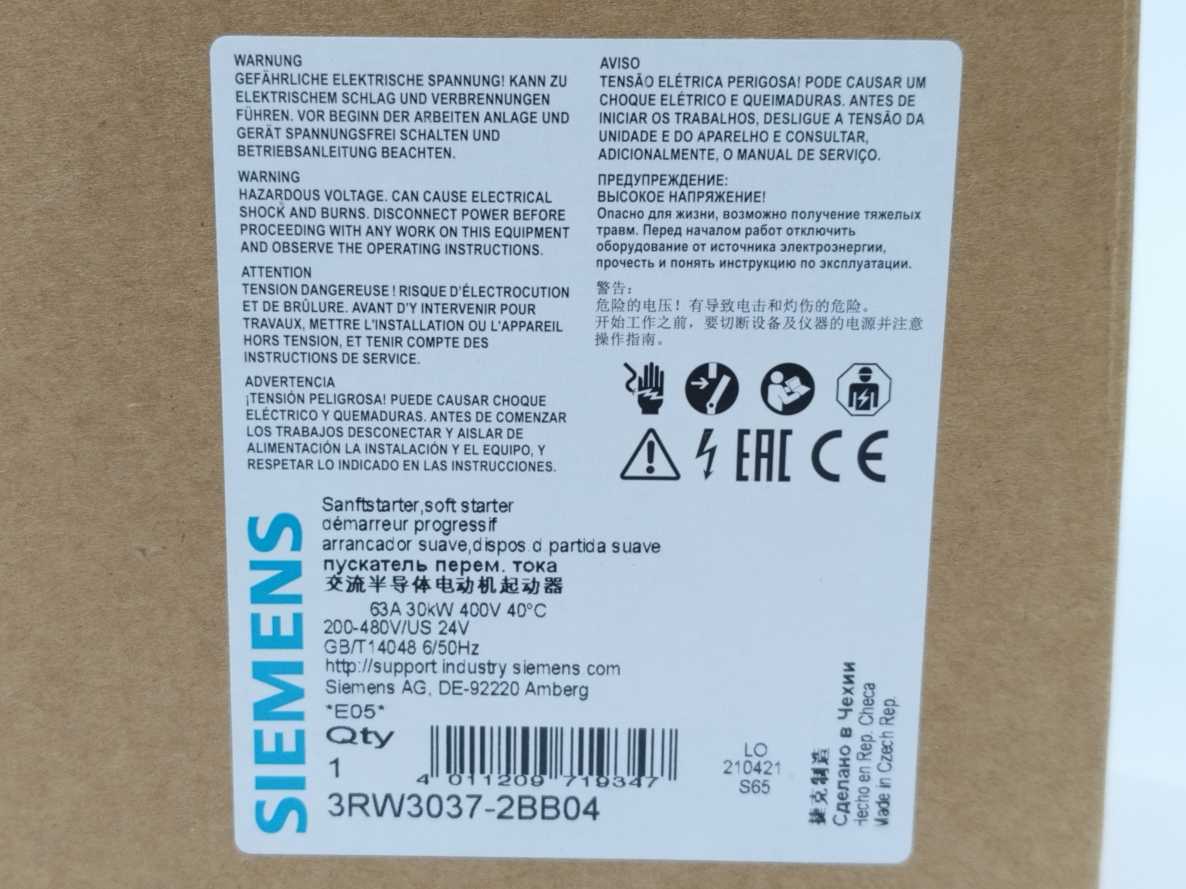 WARNUNG
GEFÄHRLICHE ELEKTRISCHE SPANNUNG! KANN ZU
ELEKTRISCHEM SCHLAG UND VERBRENNUNGEN
FÜHREN. VOR BEGINN DER ARBEITEN ANLAGE UND
GERÄT SPANNUNGSFREI SCHALTEN UND
BETRIEBSANLEITUNG BEACHTEN.
WARNING
HAZARDOUS VOLTAGE. CAN CAUSE ELECTRICAL
SHOCK AND BURNS. DISCONNECT POWER BEFORE
PROCEEDING WITH ANY WORK ON THIS EQUIPMENT
AND OBSERVE THE OPERATING INSTRUCTIONS.
ATTENTION
TENSION DANGEREUSE ! RISQUE D'ÉLECTROCUTION
ET DE BRÛLURE. AVANT D'Y INTERVENIR POUR
TRAVAUX, METTRE L'INSTALLATION OU L'APPAREIL
HORS TENSION, ET TENIR COMPTE DES
INSTRUCTIONS DE SERVICE.
ADVERTENCIA
¡TENSIÓN PELIGROSA! PUEDE CAUSAR CHOQUE
ELÉCTRICO Y QUEMADURAS. ANTES DE COMENZAR
LOS TRABAJOS DESCONECTAR Y AISLAR DE
ALIMENTACIÓN LA INSTALACIÓN Y EL EQUIPO, Y
RESPETAR LO INDICADO EN LAS INSTRUCCIONES.
AVISO
TENSÃO ELÉTRICA PERIGOSA! PODE CAUSAR UM
CHOQUE ELÉTRICO E QUEIMADURAS. ANTES DE
INICIAR OS TRABALHOS, DESLIGUE A TENSÃO DA
UNIDADE E DO APARELHO E CONSULTAR,
ADICIONALMENTE, O MANUAL DE SERVIÇO.
ПРЕДУПРЕЖДЕНИЕ:
ВЫСОКОЕ НАПРЯЖЕНИЕ!
Опасно для жизни, возможно получение тяжелых
травм. Перед началом работ отключить
оборудование от источника электроэнергии,
прочесть и понять инструкцию по эксплуатации.
警告：
危险的电压！有导致电击和灼伤的危险。
开始工作之前，要切断设备及仪器的电源并注意
操作指南。
EAC CE
SIEMENS
Sanftstarter,soft starter
démarreur progressif
arrancador suave,dispos.d.partida suave
пускатель перем. тока
交流半导体电动机起动器
63A 30kW 400V 40°C
200-480V/US 24V
GB/T14048 6/50Hz
http://support industry siemens.com
Siemens AG, DE-92220 Amberg
*E05*
Qty
1
4 011209 719347
3RW3037-2BB04
LO
210421
S65
捷克制造
Сделано в Чехии
Hecho en Rep. Checa
Made in Czech Rep.